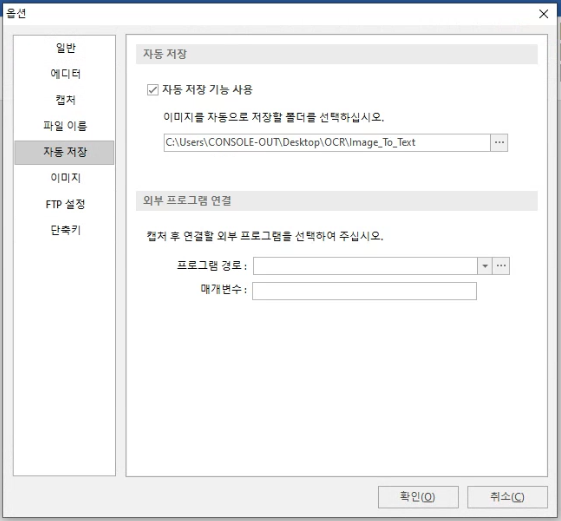 옵션
일반
에디터
캡처
파일 이름
자동 저장
이미지
FTP 설정
단축키
자동 저장
자동 저장 기능 사용
이미지를 자동으로 저장할 폴더를 선택하십시오.
C:\Users\CONSOLE-OUT\Desktop\OCR\Image_To_Text
...
외부 프로그램 연결
캡처 후 연결할 외부 프로그램을 선택하여 주십시오.
프로그램 경로 :
...
매개변수 :
확인(O)
취소(C)